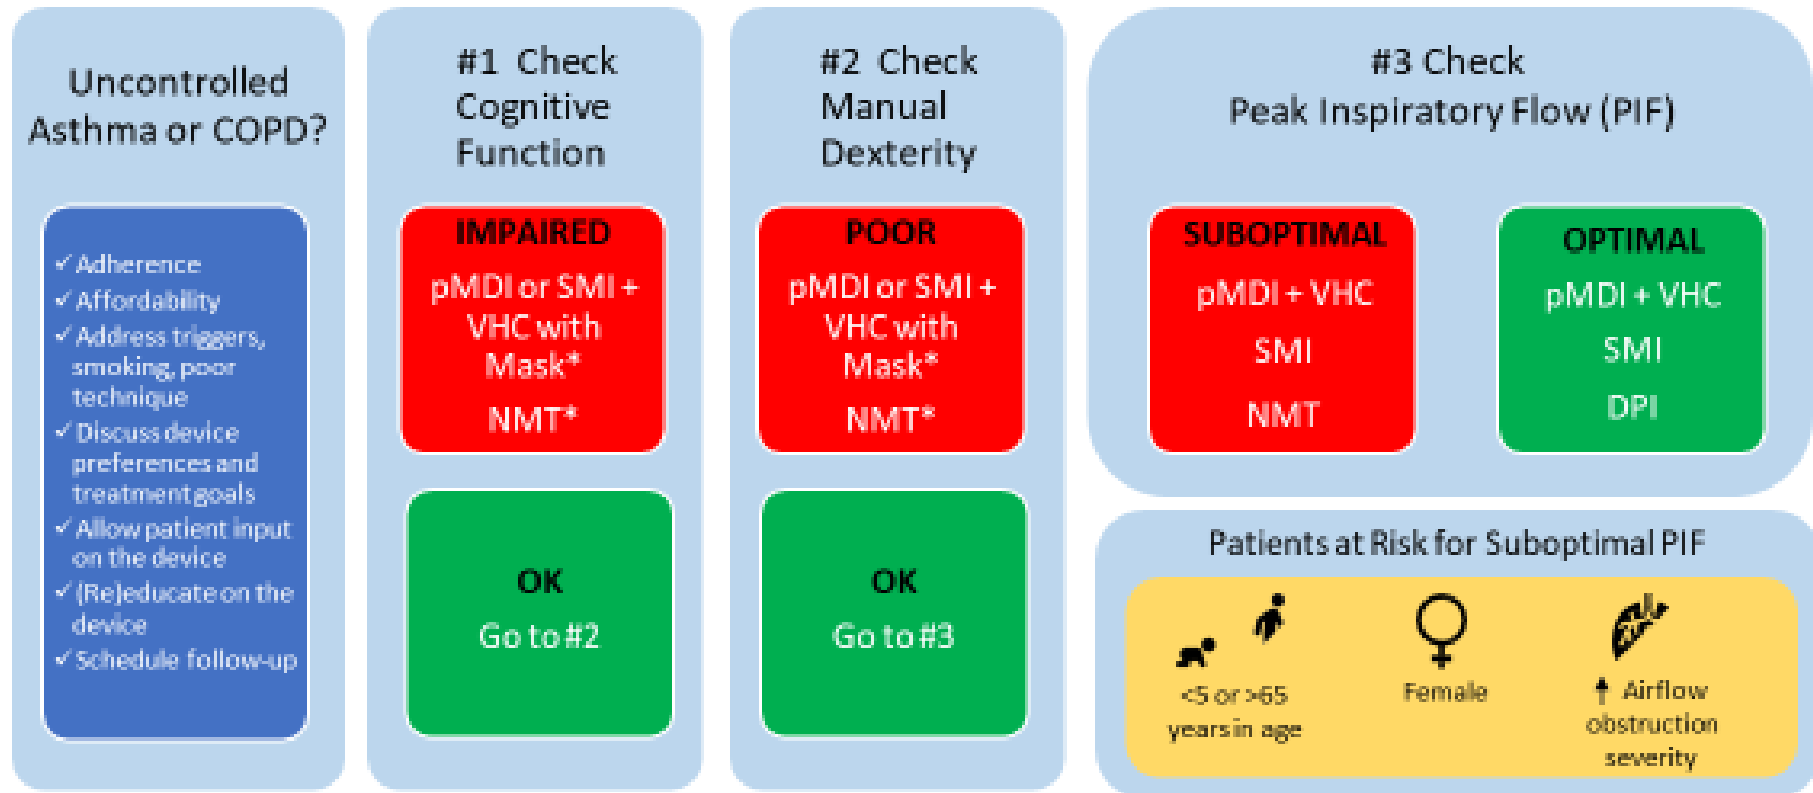 Uncontrolled
Asthma or COPD?
✓ Adherence
✓ Affordability
✓ Address triggers,
smoking, poor
technique
✓ Discuss device
preferences and
treatment goals
✓ Allow patient input
on the device
✓ (Re)educate on the
device
✓ Schedule follow-up
#1 Check
Cognitive
Function
IMPAIRED
pMDI or SMI +
VHC with
Mask*
NMT*
OK
Go to #2
#2 Check
Manual
Dexterity
POOR
pMDI or SMI +
VHC with
Mask*
NMT*
OK
Go to #3
#3 Check
Peak Inspiratory Flow (PIF)
SUBOPTIMAL
pMDI + VHC
SMI
NMT
OPTIMAL
pMDI + VHC
SMI
DPI
Patients at Risk for Suboptimal PIF
<5 or >65
years in age
Female
↑ Airflow
obstruction
severity